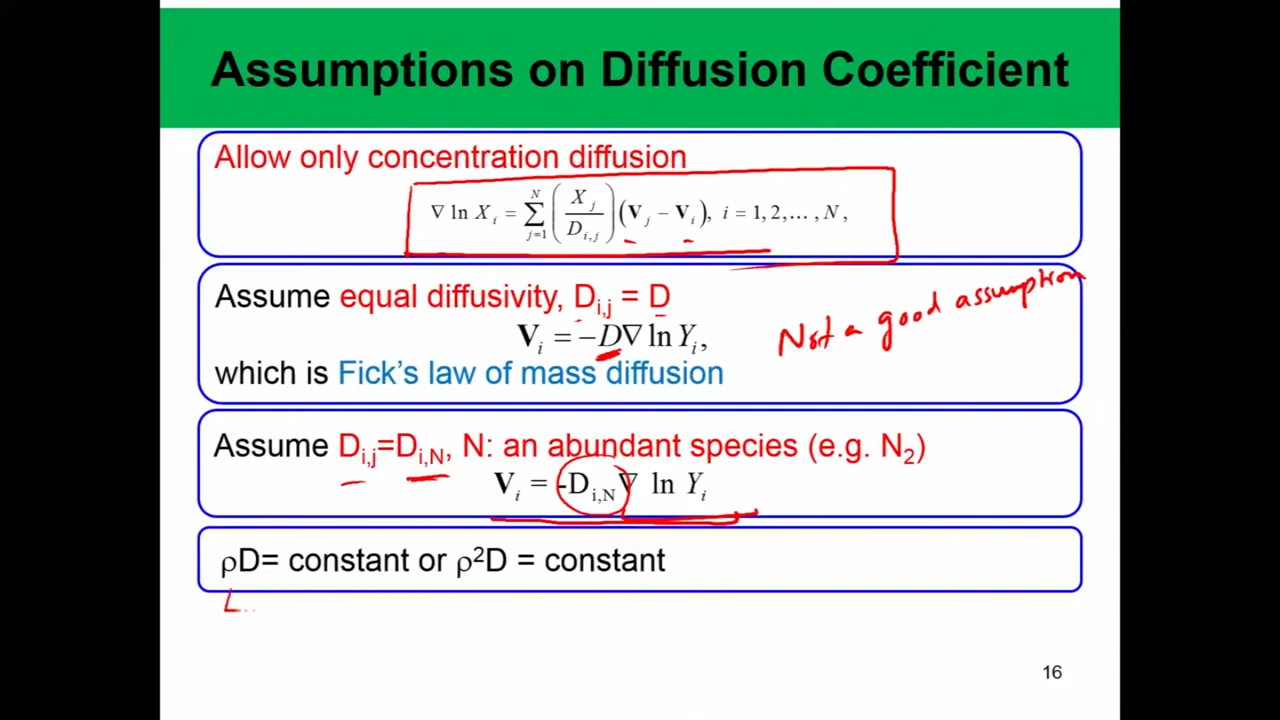 Assumptions on Diffusion Coefficient
Allow only concentration diffusion
∇ ln X_i = ∑_{j=1}^{N} (X_j / D_{i,j}) (V_j − V_i), i = 1, 2,… , N ,
Assume equal diffusivity, D_{i,j} = D
V_i = −D∇ ln Y_i,
Not a good assumption
which is Fick's law of mass diffusion
Assume D_{i,j}=D_{i,N}, N: an abundant species (e.g. N_2)
V_i = -D_{i,N}∇ ln Y_i
ρD= constant or ρ²D = constant
16